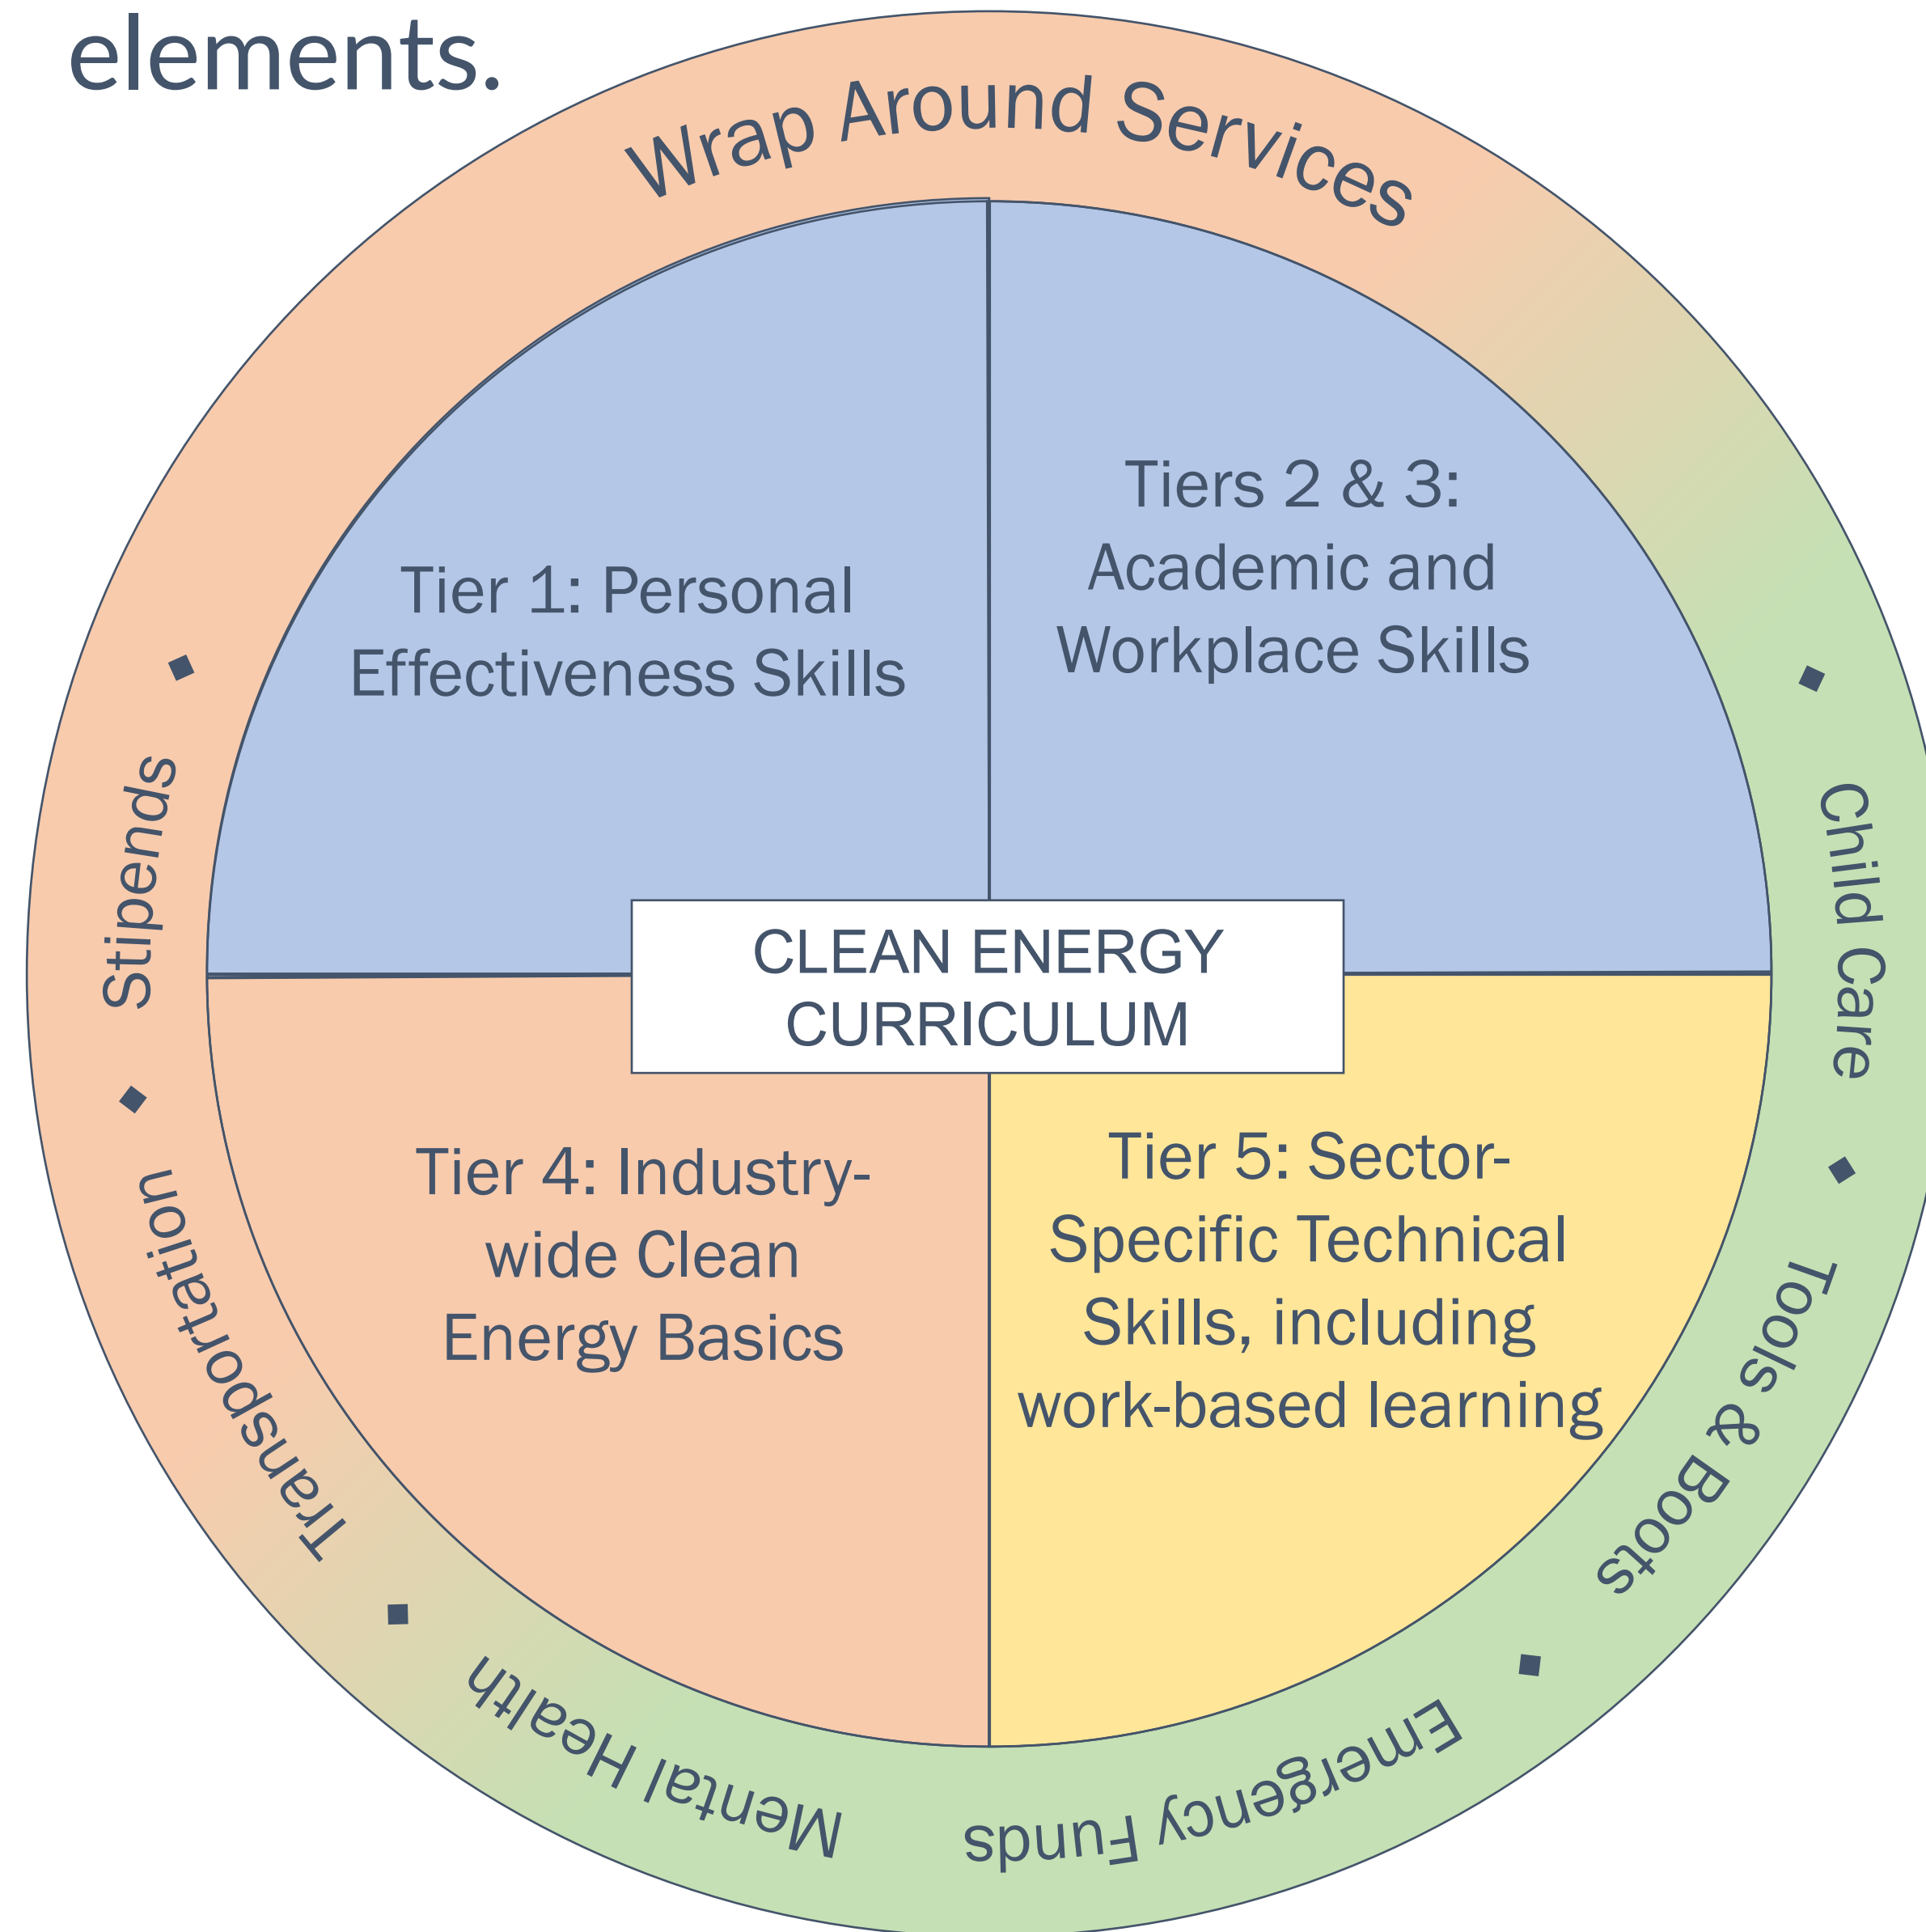 elements.
Wrap Around Services
Tier 1: Personal
Effectiveness Skills
Tiers 2 & 3:
Academic and
Workplace Skills
CLEAN ENERGY
CURRICULUM
Tier 4: Industry-
wide Clean
Energy Basics
Tier 5: Sector-
Specific Technical
Skills, including
work-based learning
Child Care
Tools & Boots
Emergency Funds
Mental Health
Transportation
Stipends